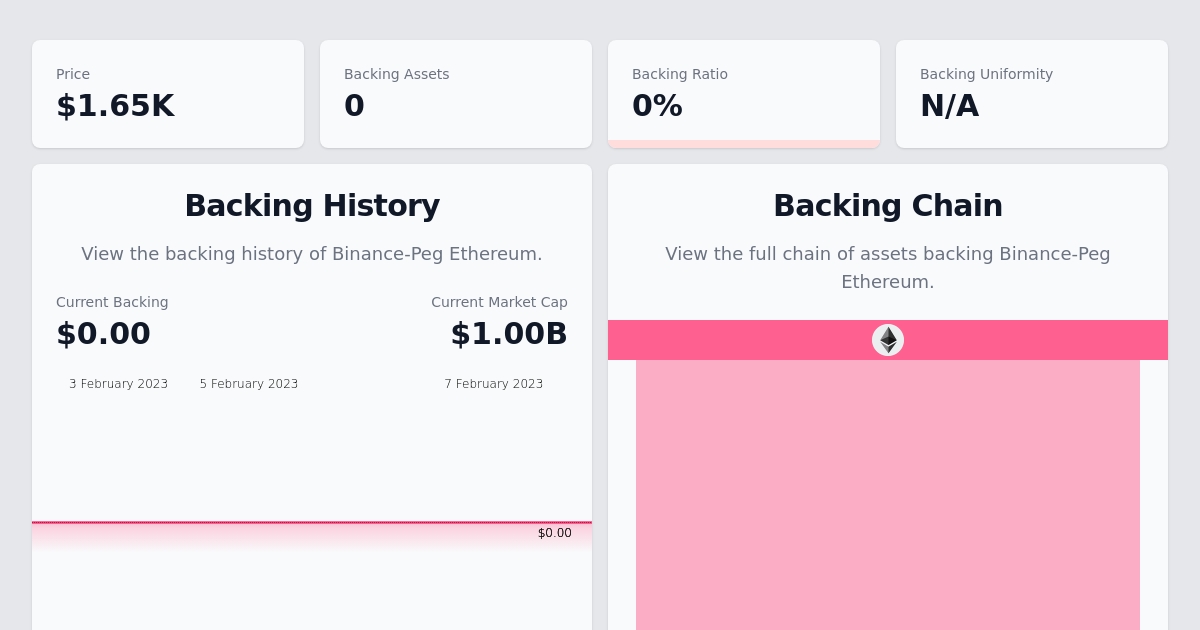 Price
$1.65K
Backing Assets
0
Backing Ratio
0%
Backing Uniformity
N/A
Backing History
View the backing history of Binance-Peg Ethereum.
Current Backing
$0.00
Current Market Cap
$1.00B
3 February 2023
5 February 2023
7 February 2023
$0.00
Backing Chain
View the full chain of assets backing Binance-Peg
Ethereum.